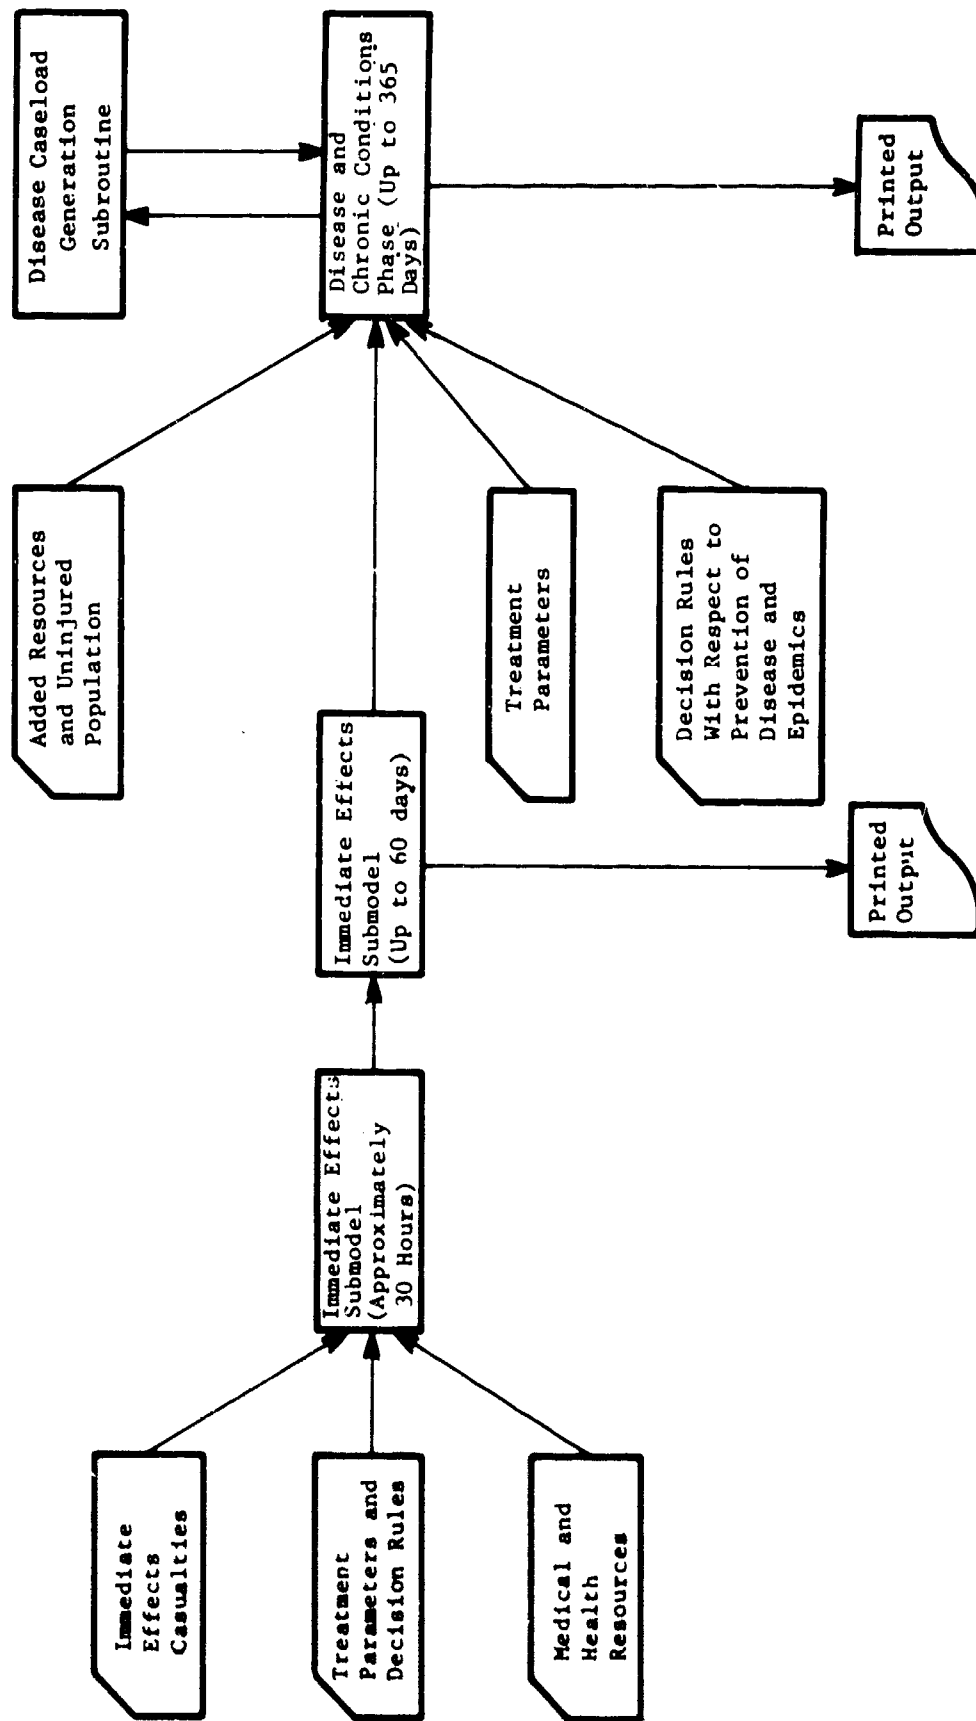 Immediate
Effects
Casualties
Treatment
Parameters and
Decision Rules
Medical and
Health
Resources
Immediate Effects
Submodel
(Approximately
30 Hours)
Immediate Effects
Submodel
(Up to 60 days)
Printed
Output
Added Resources
and Uninjured
Population
Treatment
Parameters
Decision Rules
With Respect to
Prevention of
Disease and
Epidemics
Disease Caseload
Generation
Subroutine
Disease and
Chronic Conditions
Phase (Up to 365
Days)
Printed
Output